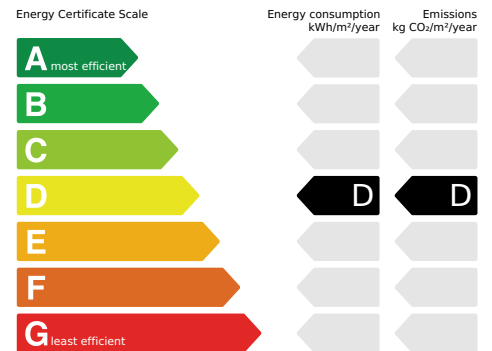 Energy Certificate Scale
Energy consumption
kWh/m²/year
Emissions
kg CO₂/m²/year
A most efficient
B
C
D D D
E
F
G least efficient